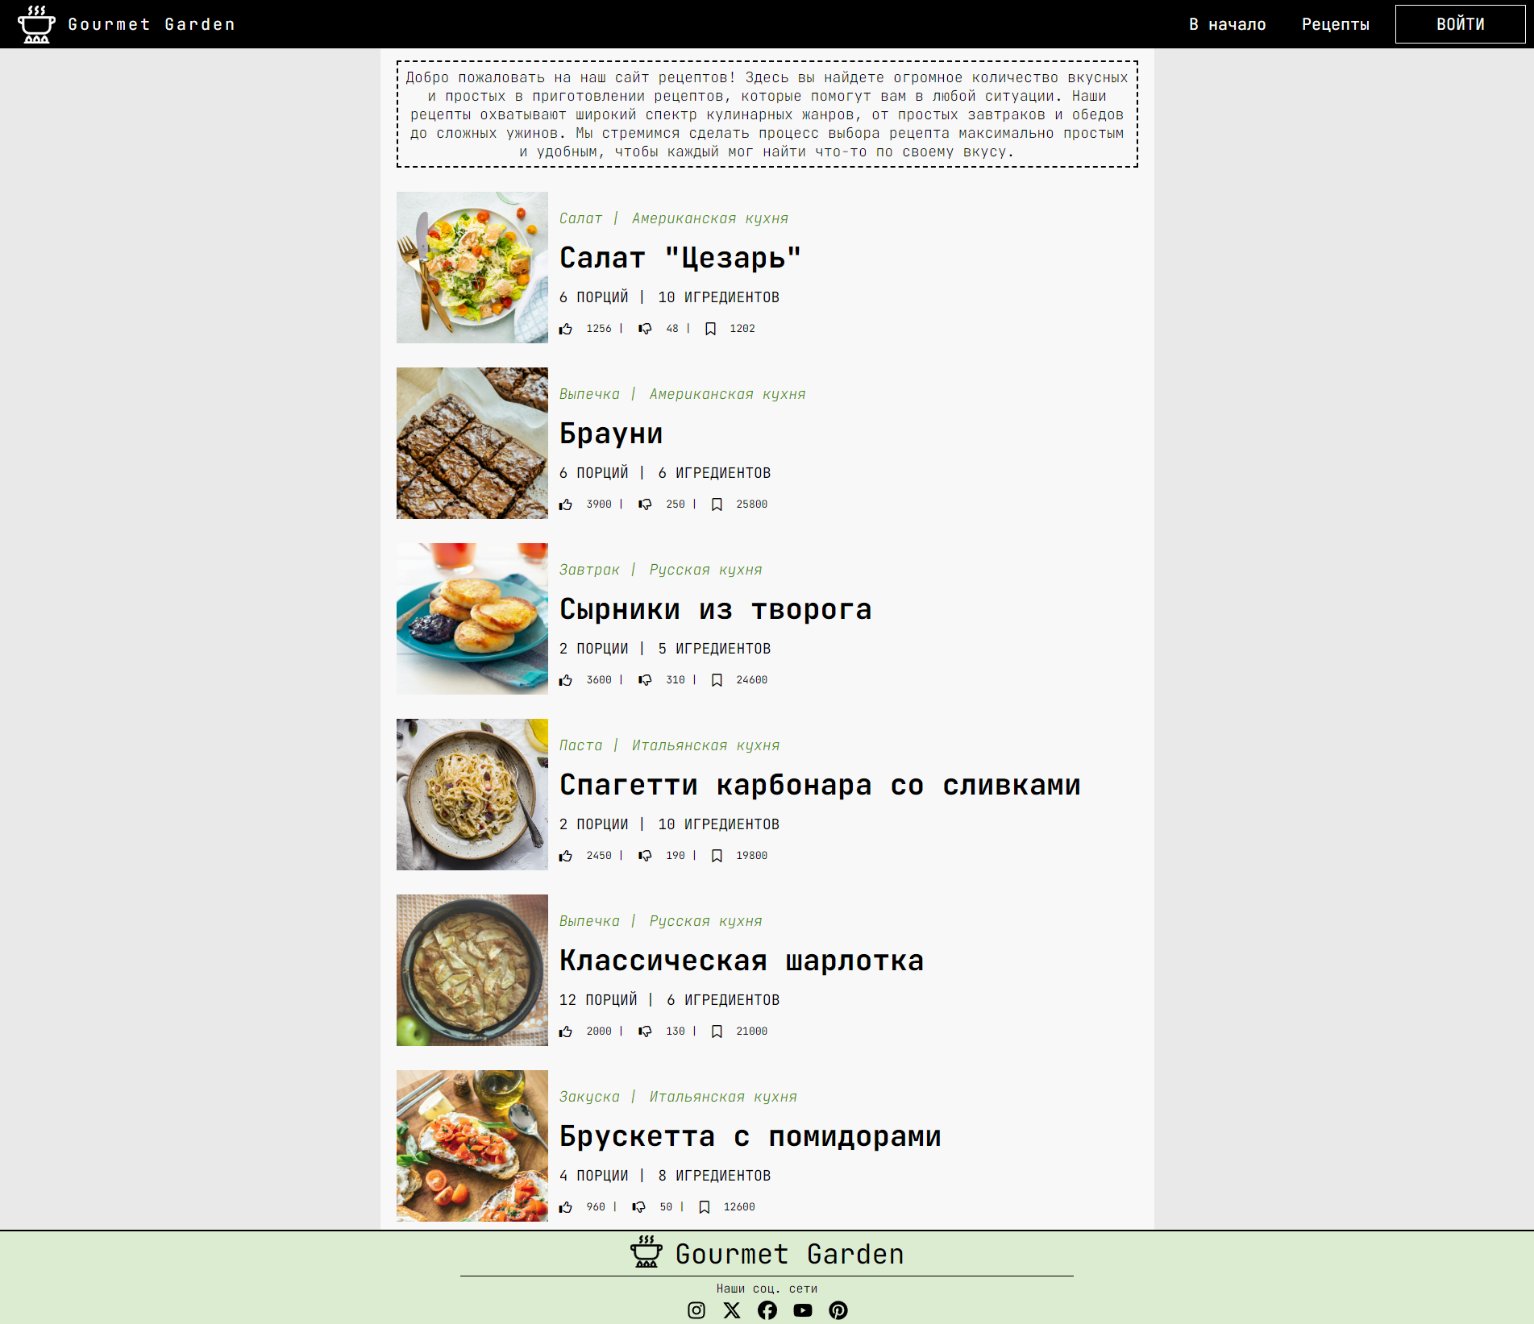 Gourmet Garden
В начало Рецепты ВОЙТИ
Добро пожаловать на наш сайт рецептов! Здесь вы найдете огромное количество вкусных
и простых в приготовлении рецептов, которые помогут вам в любой ситуации. Наши
рецепты охватывают широкий спектр кулинарных жанров, от простых завтраков и обедов
до сложных ужинов. Мы стремимся сделать процесс выбора рецепта максимально простым
и удобным, чтобы каждый мог найти что-то по своему вкусу.
Салат | Американская кухня
Салат "Цезарь"
6 ПОРЦИЙ | 10 ИГРЕДИЕНТОВ
1256 | 48 | 1202
Выпечка | Американская кухня
Брауни
6 ПОРЦИЙ | 6 ИГРЕДИЕНТОВ
3900 | 250 | 25800
Завтрак | Русская кухня
Сырники из творога
2 ПОРЦИИ | 5 ИГРЕДИЕНТОВ
3600 | 310 | 24600
Паста | Итальянская кухня
Спагетти карбонара со сливками
2 ПОРЦИИ | 10 ИГРЕДИЕНТОВ
2450 | 190 | 19800
Выпечка | Русская кухня
Классическая шарлотка
12 ПОРЦИЙ | 6 ИГРЕДИЕНТОВ
2000 | 130 | 21000
Закуска | Итальянская кухня
Брускетта с помидорами
4 ПОРЦИИ | 8 ИГРЕДИЕНТОВ
960 | 50 | 12600
Gourmet Garden
Наши соц. сети